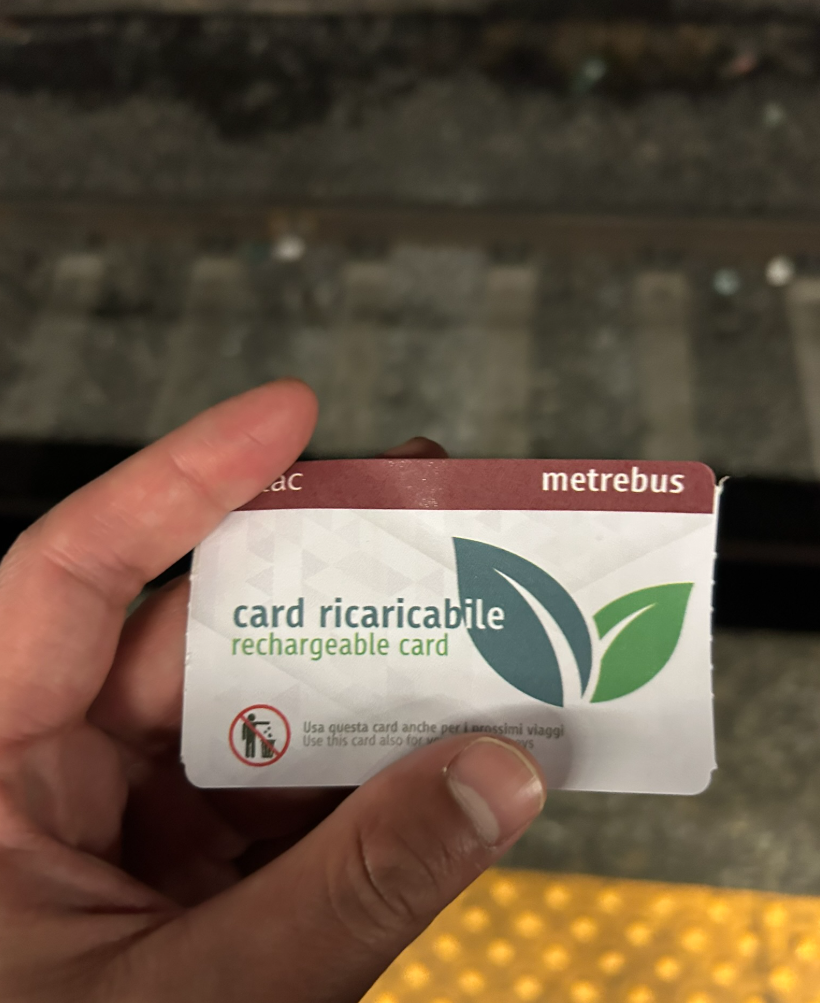 metrebus
card ricaricabile
rechargeable card
Usa questa card anche per i prossimi viaggi
Use this card also for